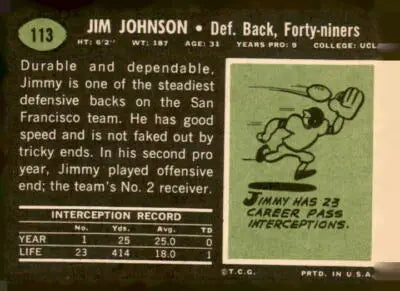 113
JIM JOHNSON • Def. Back, Forty-niners
HT: 6'2" WT: 187 AGE: 31 YEARS PRO: 9 COLLEGE: UCL
Durable and dependable,
Jimmy is one of the steadiest
defensive backs on the San
Francisco team. He has good
speed and is not faked out by
tricky ends. In his second pro
year, Jimmy played offensive
end; the team's No. 2 receiver.
INTERCEPTION RECORD
No. Yds. Avg. TD
YEAR 1 25 25.0 0
LIFE 23 414 18.0 1
JIMMY HAS 23
CAREER PASS
INTERCEPTIONS.
©T.C.G. PRTD. IN U.S.A.